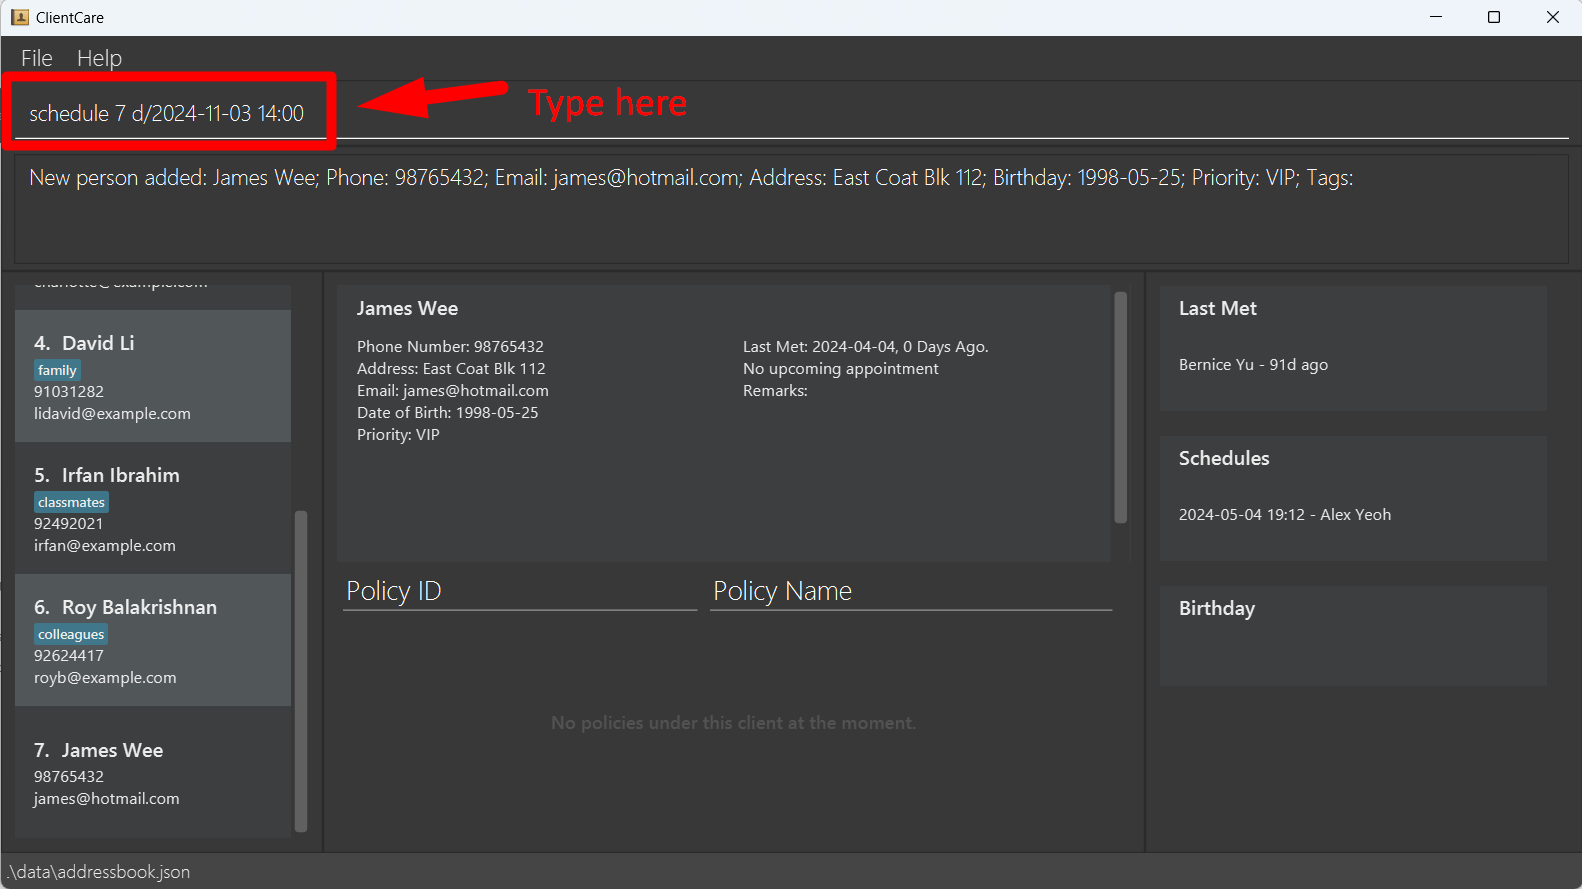 ClientCare
File Help
schedule 7 d/2024-11-03 14:00
Type here
New person added: James Wee; Phone: 98765432; Email: james@hotmail.com; Address: East Coat Blk 112; Birthday: 1998-05-25; Priority: VIP; Tags:
4. David Li
family
91031282
lidavid@example.com
5. Irfan Ibrahim
classmates
92492021
irfan@example.com
6. Roy Balakrishnan
colleagues
92624417
royb@example.com
7. James Wee
98765432
james@hotmail.com
James Wee
Phone Number: 98765432
Address: East Coat Blk 112
Email: james@hotmail.com
Date of Birth: 1998-05-25
Priority: VIP
Last Met: 2024-04-04, 0 Days Ago.
No upcoming appointment
Remarks:
Policy ID
Policy Name
No policies under this client at the moment.
Last Met
Bernice Yu - 91d ago
Schedules
2024-05-04 19:12 - Alex Yeoh
Birthday
.\data\addressbook.json